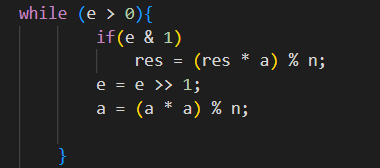 while (e > 0){
if(e & 1)
res = (res * a) % n;
e = e >> 1;
a = (a * a) % n;
}